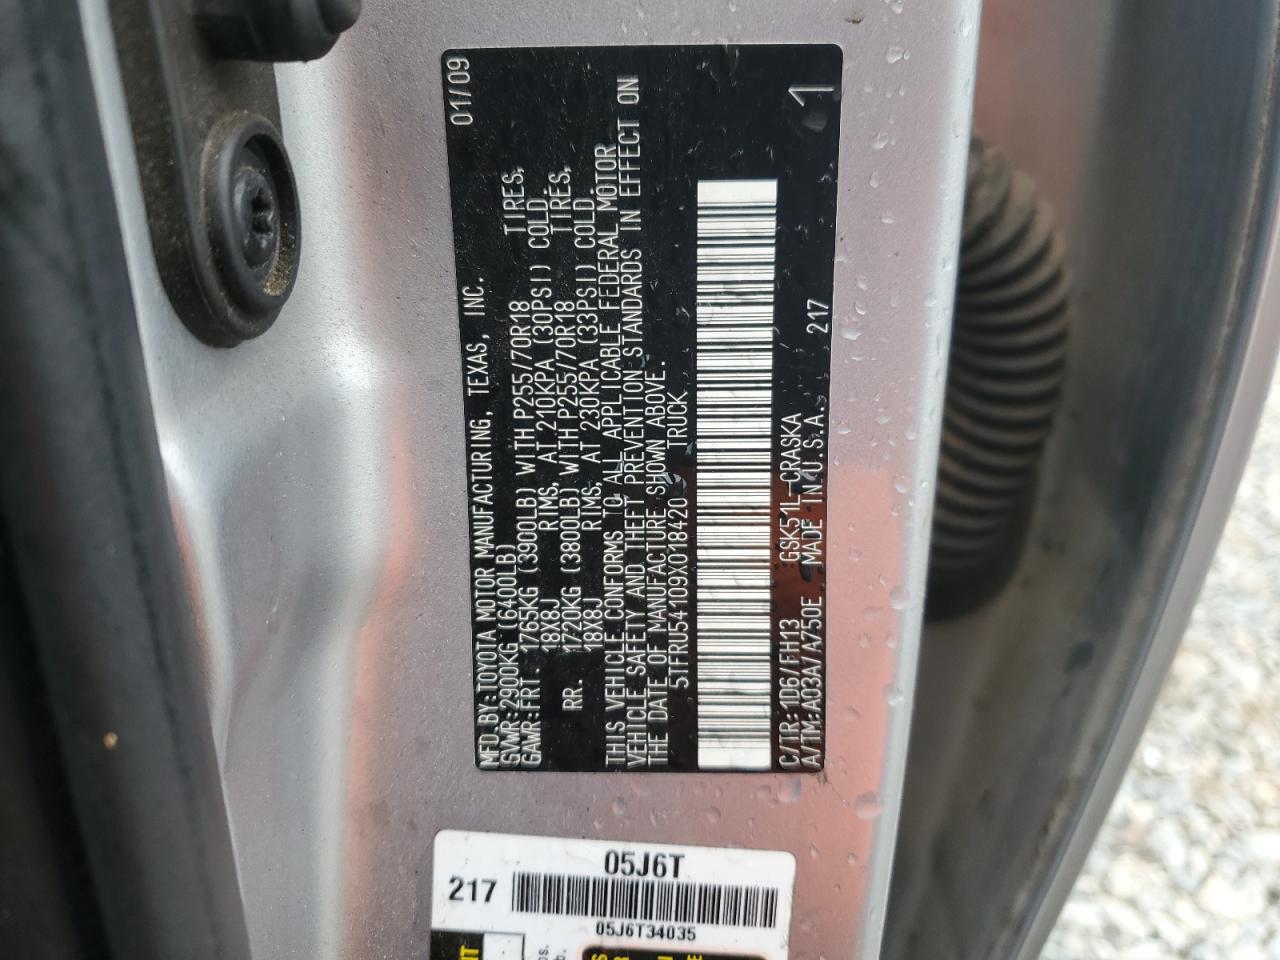 MFD.BY:TOYOTA MOTOR MANUFACTURING, TEXAS, INC. 01/09
GVWR:2900KG(6400LB)
GAWR:FRT. 1785KG(3900LB) WITH P255/70R18 TIRES,
18X8J RIMS, AT 210KPA(30PSI) COLD.
RR. 1720KG(3800LB) WITH P255/70R18 TIRES,
18X8J RIMS, AT 230KPA(33PSI) COLD.
THIS VEHICLE CONFORMS TO ALL APPLICABLE FEDERAL MOTOR
VEHICLE SAFETY AND THEFT PREVENTION STANDARDS IN EFFECT ON
THE DATE OF MANUFACTURE SHOWN ABOVE.
5TFRU54109X018420 TRUCK
C/TR:1D6/FH13 GSK51L-CRASKA 217
A/TM:A03A/A750E MADE IN U.S.A.
1
05J6T
217
05J6T34035